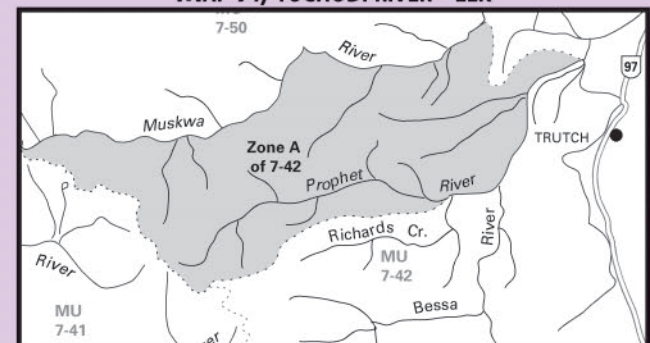 MU
7-50
River
97
Muskwa
Zone A
of 7-42
TRUTCH
Prophet
River
Richards Cr.
River
River
MU
7-42
MU
7-41
Bessa